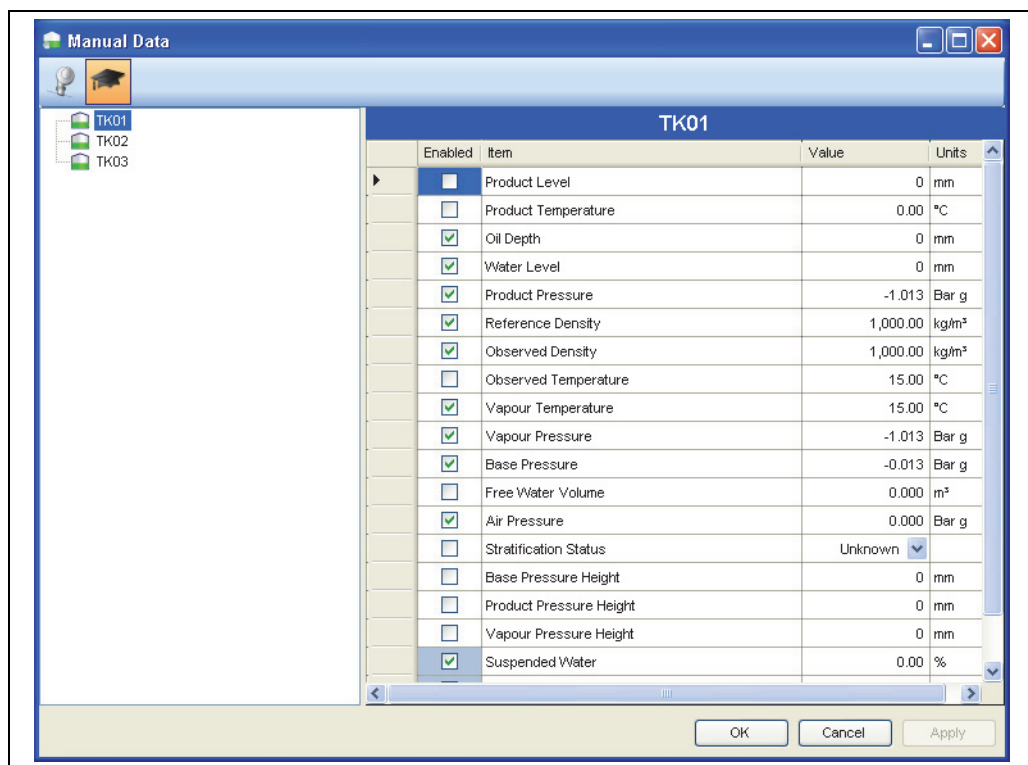 Manual Data
TK01
TK02
TK03
TK01
Enabled Item Value Units
Product Level 0 mm
Product Temperature 0.00 °C
Oil Depth 0 mm
Water Level 0 mm
Product Pressure -1.013 Bar g
Reference Density 1,000.00 kg/m³
Observed Density 1,000.00 kg/m³
Observed Temperature 15.00 °C
Vapour Temperature 15.00 °C
Vapour Pressure -1.013 Bar g
Base Pressure -0.013 Bar g
Free Water Volume 0.000 m³
Air Pressure 0.000 Bar g
Stratification Status Unknown
Base Pressure Height 0 mm
Product Pressure Height 0 mm
Vapour Pressure Height 0 mm
Suspended Water 0.00 %
OK Cancel Apply